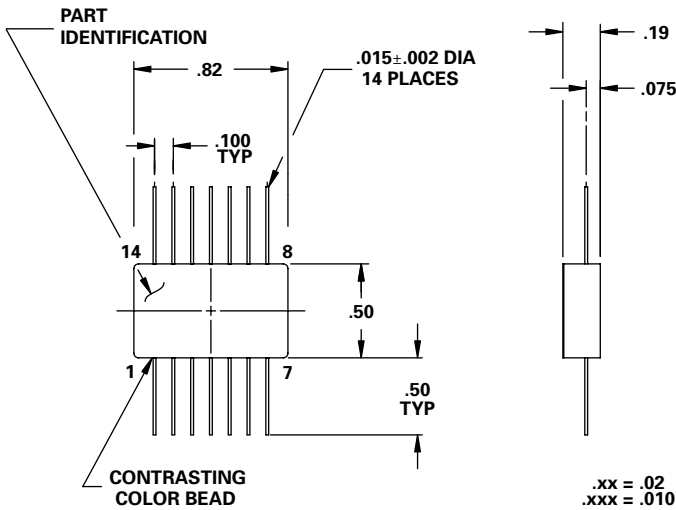 PART
IDENTIFICATION
.82
.015±.002 DIA
14 PLACES
.19
.075
.100
TYP
14
8
.50
1
7
.50
TYP
CONTRASTING
COLOR BEAD
.xx = .02
.xxx = .010